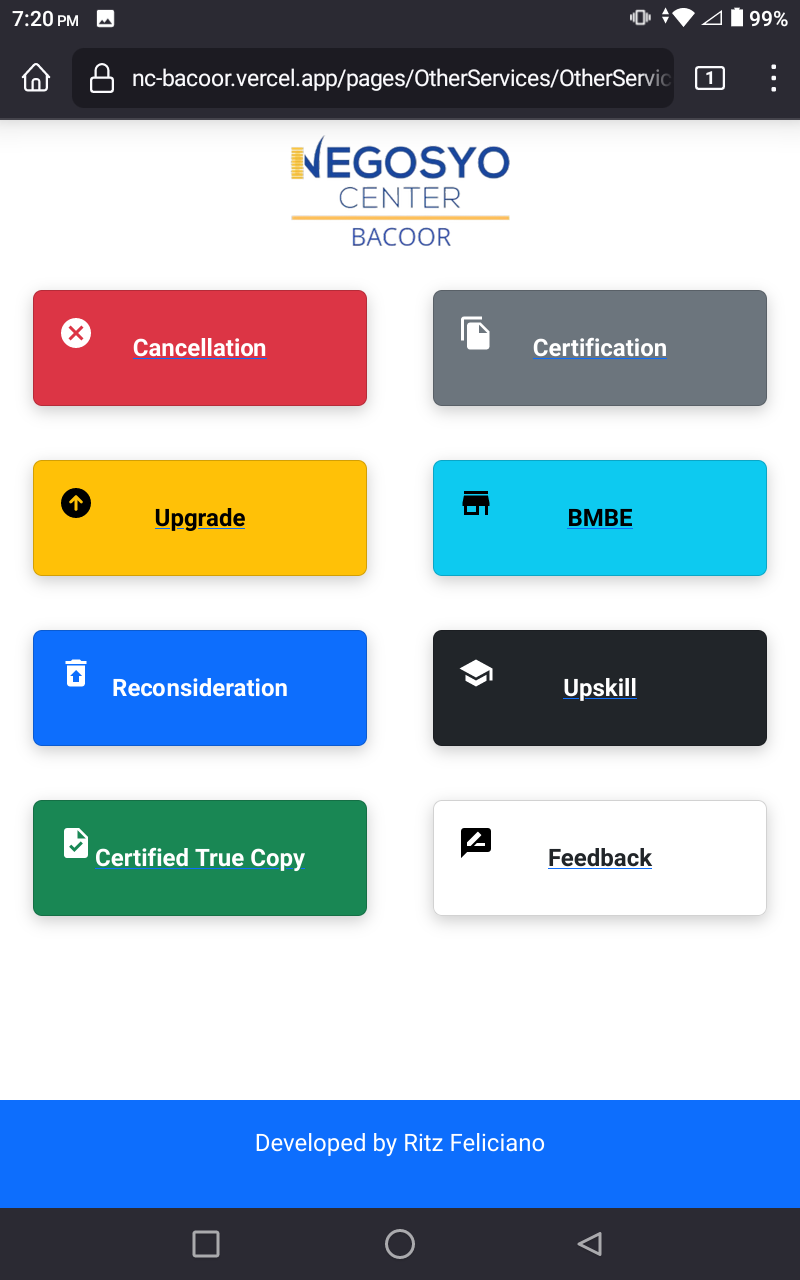 7:20 PM 99%
nc-bacoor.vercel.app/pages/OtherServices/OtherServic
1
NEGOSYO
CENTER
BACOOR
Cancellation
Certification
Upgrade
BMBE
Reconsideration
Upskill
Certified True Copy
Feedback
Developed by Ritz Feliciano